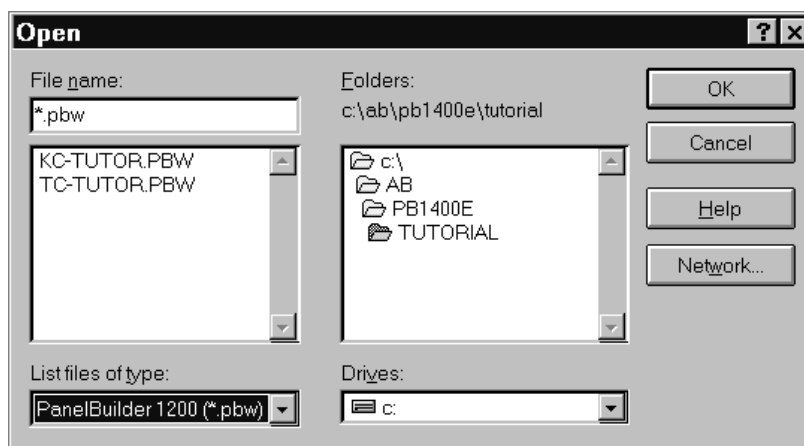 Open
File name:
*.pbw
KC-TUTOR.PBW
TC-TUTOR.PBW
List files of type:
PanelBuilder 1200 (*.pbw)
Folders:
c:\ab\pb1400e\tutorial
c:\
AB
PB1400E
TUTORIAL
Drives:
c:
OK
Cancel
Help
Network...